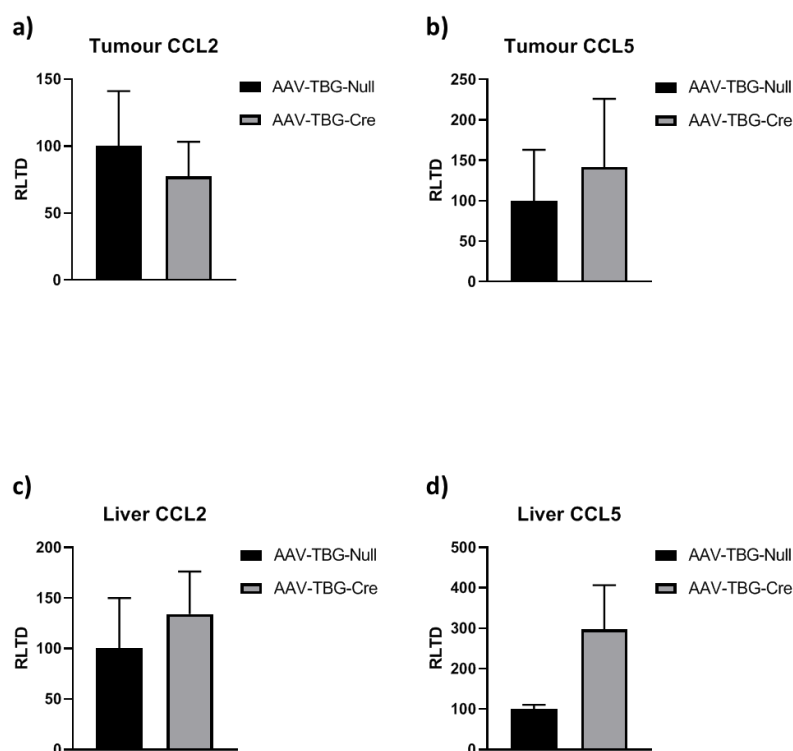 a)
Tumour CCL2
150
100
50
0
RLTD
AAV-TBG-Null
AAV-TBG-Cre
b)
Tumour CCL5
250
200
150
100
50
0
RLTD
AAV-TBG-Null
AAV-TBG-Cre
c)
Liver CCL2
200
150
100
50
0
RLTD
AAV-TBG-Null
AAV-TBG-Cre
d)
Liver CCL5
500
400
300
200
100
0
RLTD
AAV-TBG-Null
AAV-TBG-Cre